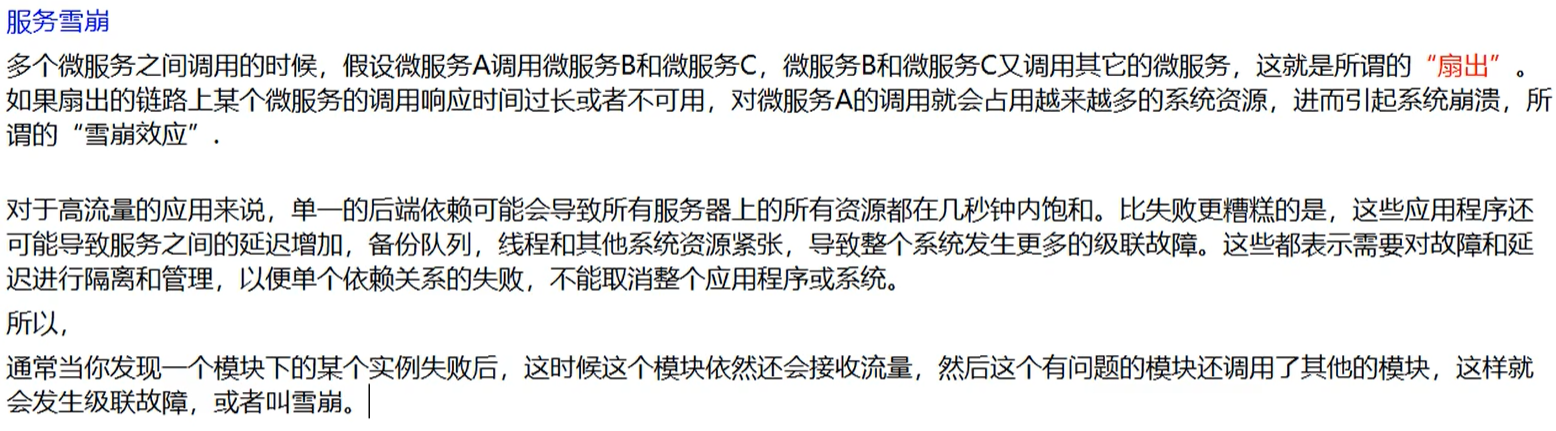 服务雪崩
多个微服务之间调用的时候，假设微服务A调用微服务B和微服务C，微服务B和微服务C又调用其它的微服务，这就是所谓的“扇出”。
如果扇出的链路上某个微服务的调用响应时间过长或者不可用，对微服务A的调用就会占用越来越多的系统资源，进而引起系统崩溃，所
谓的“雪崩效应”.
对于高流量的应用来说，单一的后端依赖可能会导致所有服务器上的所有资源都在几秒钟内饱和。比失败更糟糕的是，这些应用程序还
可能导致服务之间的延迟增加，备份队列，线程和其他系统资源紧张，导致整个系统发生更多的级联故障。这些都表示需要对故障和延
迟进行隔离和管理，以便单个依赖关系的失败，不能取消整个应用程序或系统。
所以，
通常当你发现一个模块下的某个实例失败后，这时候这个模块依然还会接收流量，然后这个有问题的模块还调用了其他的模块，这样就
会发生级联故障，或者叫雪崩。